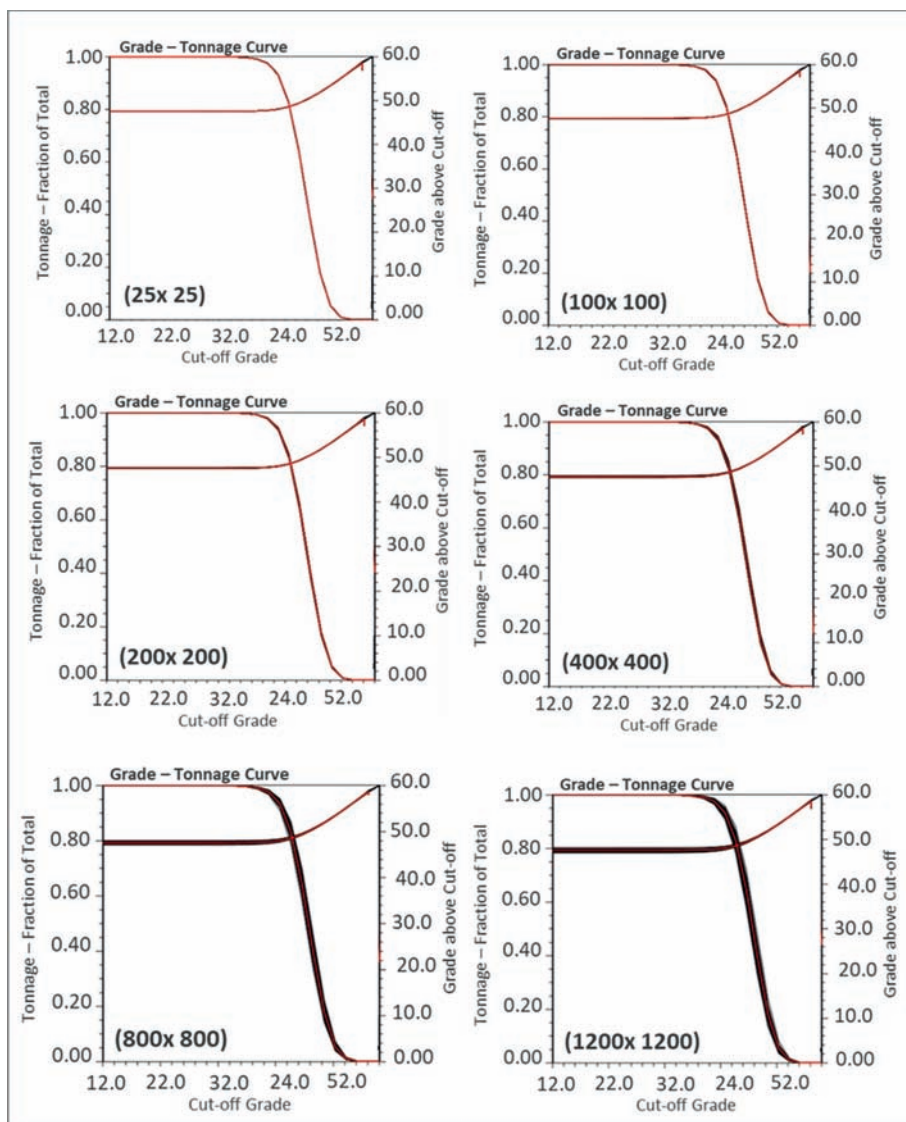 Grade – Tonnage Curve
1.00
0.80
0.60
0.40
0.20
0.00
Tonnage – Fraction of Total
60.0
50.0
40.0
30.0
20.0
10.0
0.00
Grade above Cut-off
(25x 25)
12.0 22.0 32.0 24.0 52.0
Cut-off Grade
Grade – Tonnage Curve
1.00
0.80
0.60
0.40
0.20
0.00
Tonnage – Fraction of Total
60.0
50.0
40.0
30.0
20.0
10.0
0.00
Grade above Cut-off
(100x 100)
12.0 22.0 32.0 24.0 52.0
Cut-off Grade
Grade – Tonnage Curve
1.00
0.80
0.60
0.40
0.20
0.00
Tonnage – Fraction of Total
60.0
50.0
40.0
30.0
20.0
10.0
0.00
Grade above Cut-off
(200x 200)
12.0 22.0 32.0 24.0 52.0
Cut-off Grade
Grade – Tonnage Curve
1.00
0.80
0.60
0.40
0.20
0.00
Tonnage – Fraction of Total
60.0
50.0
40.0
30.0
20.0
10.0
0.00
Grade above Cut-off
(400x 400)
12.0 22.0 32.0 24.0 52.0
Cut-off Grade
Grade – Tonnage Curve
1.00
0.80
0.60
0.40
0.20
0.00
Tonnage – Fraction of Total
60.0
50.0
40.0
30.0
20.0
10.0
0.00
Grade above Cut-off
(800x 800)
12.0 22.0 32.0 24.0 52.0
Cut-off Grade
Grade – Tonnage Curve
1.00
0.80
0.60
0.40
0.20
0.00
Tonnage – Fraction of Total
60.0
50.0
40.0
30.0
20.0
10.0
0.00
Grade above Cut-off
(1200x 1200)
12.0 22.0 32.0 24.0 52.0
Cut-off Grade